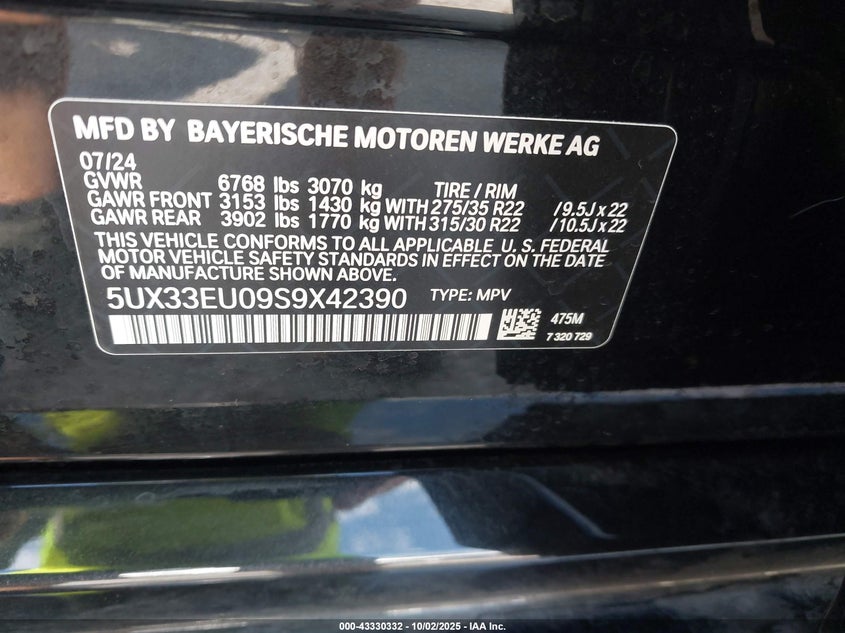 MFD BY BAYERISCHE MOTOREN WERKE AG
07/24
GVWR 6768 lbs 3070 kg TIRE / RIM
GAWR FRONT 3153 lbs 1430 kg WITH 275/35 R22 /9.5J x 22
GAWR REAR 3902 lbs 1770 kg WITH 315/30 R22 /10.5J x 22
THIS VEHICLE CONFORMS TO ALL APPLICABLE U. S. FEDERAL
MOTOR VEHICLE SAFETY STANDARDS IN EFFECT ON THE DATE
OF MANUFACTURE SHOWN ABOVE.
5UX33EU09S9X42390 TYPE: MPV
475M
7 320 729
000-43330332 - 10/02/2025 - IAA Inc.